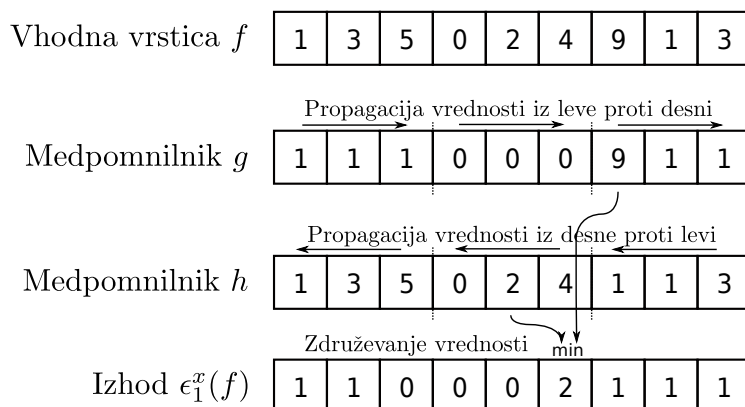 Vhodna vrstica f 1 3 5 0 2 4 9 1 3
Propagacija vrednosti iz leve proti desni
Medpomnilnik g 1 1 1 0 0 0 9 1 1
Propagacija vrednosti iz desne proti levi
Medpomnilnik h 1 3 5 0 2 4 1 1 3
Združevanje vrednosti min
Izhod ϵ₁ˣ(f) 1 1 0 0 0 2 1 1 1